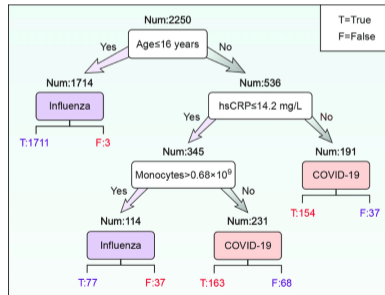 Num:2250
T=True
F=False
Age≤16 years
Yes
No
Num:1714
Num:536
Influenza
hsCRP≤14.2 mg/L
T:1711
F:3
Yes
No
Num:345
Num:191
Monocytes>0.68×10⁹
COVID-19
Yes
No
T:154
F:37
Num:114
Num:231
Influenza
COVID-19
T:77
F:37
T:163
F:68